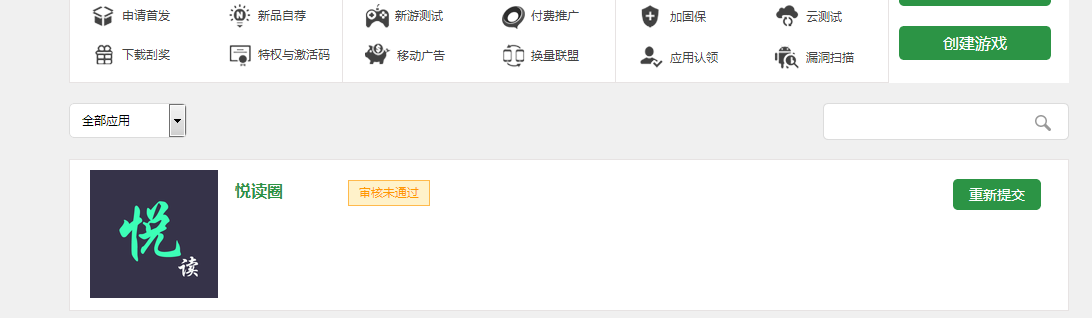 申请首发 新品自荐 新游测试 付费推广 加固保 云测试
下载刮奖 特权与激活码 移动广告 换量联盟 应用认领 漏洞扫描
创建游戏
全部应用
悦读圈 审核未通过 重新提交
悦
读